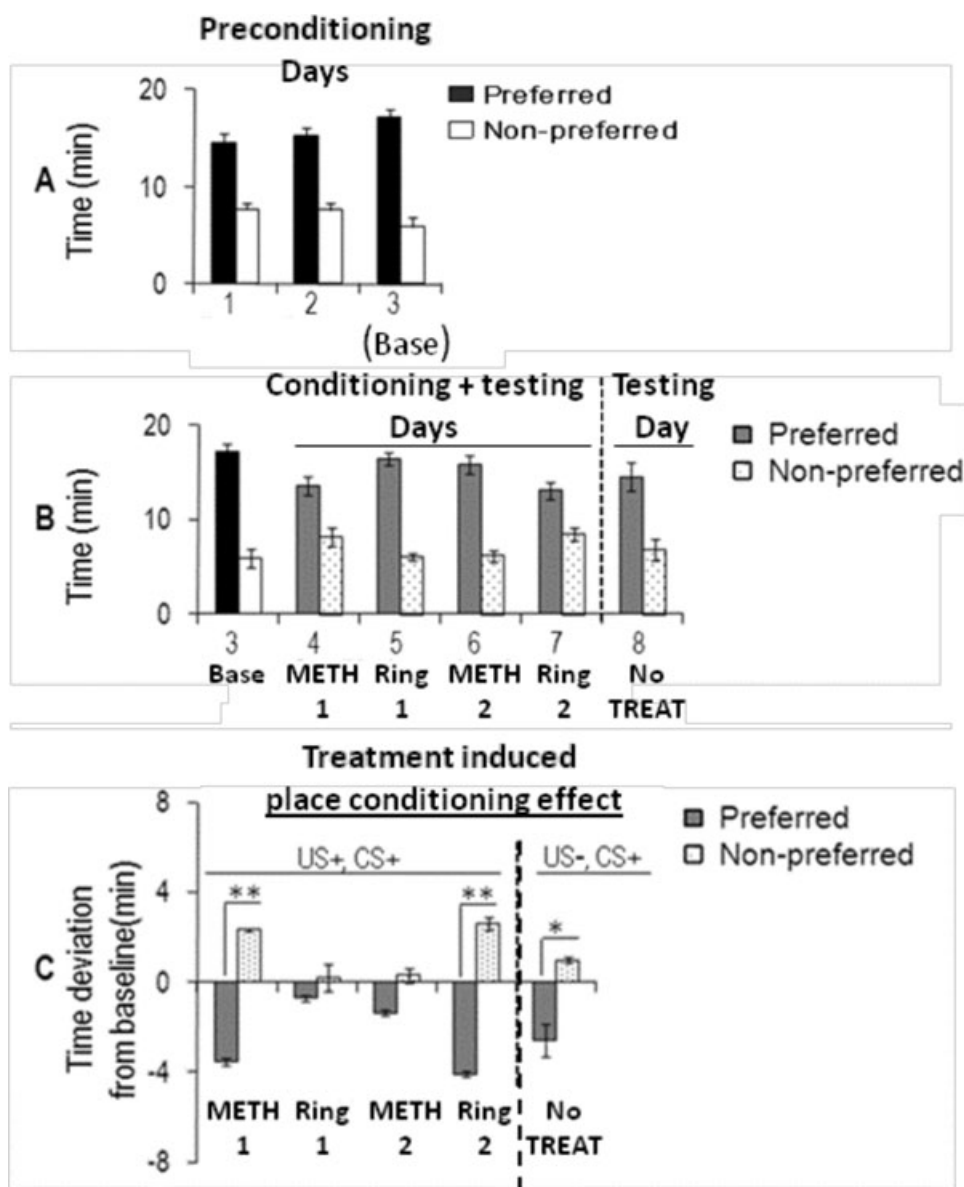 Preconditioning
Days
A
Time (min)
20
10
0
Preferred
Non-preferred
1 2 3
(Base)
Conditioning + testing
Days
Testing
Day
B
Time (min)
20
10
0
Preferred
Non-preferred
3 4 5 6 7 8
Base METH Ring METH Ring No
1 1 2 2 TREAT
Treatment induced
place conditioning effect
C
Time deviation
from baseline(min)
8
4
0
-4
-8
Preferred
Non-preferred
US+, CS+ US-, CS+
** ** *
METH Ring METH Ring No
1 1 2 2 TREAT